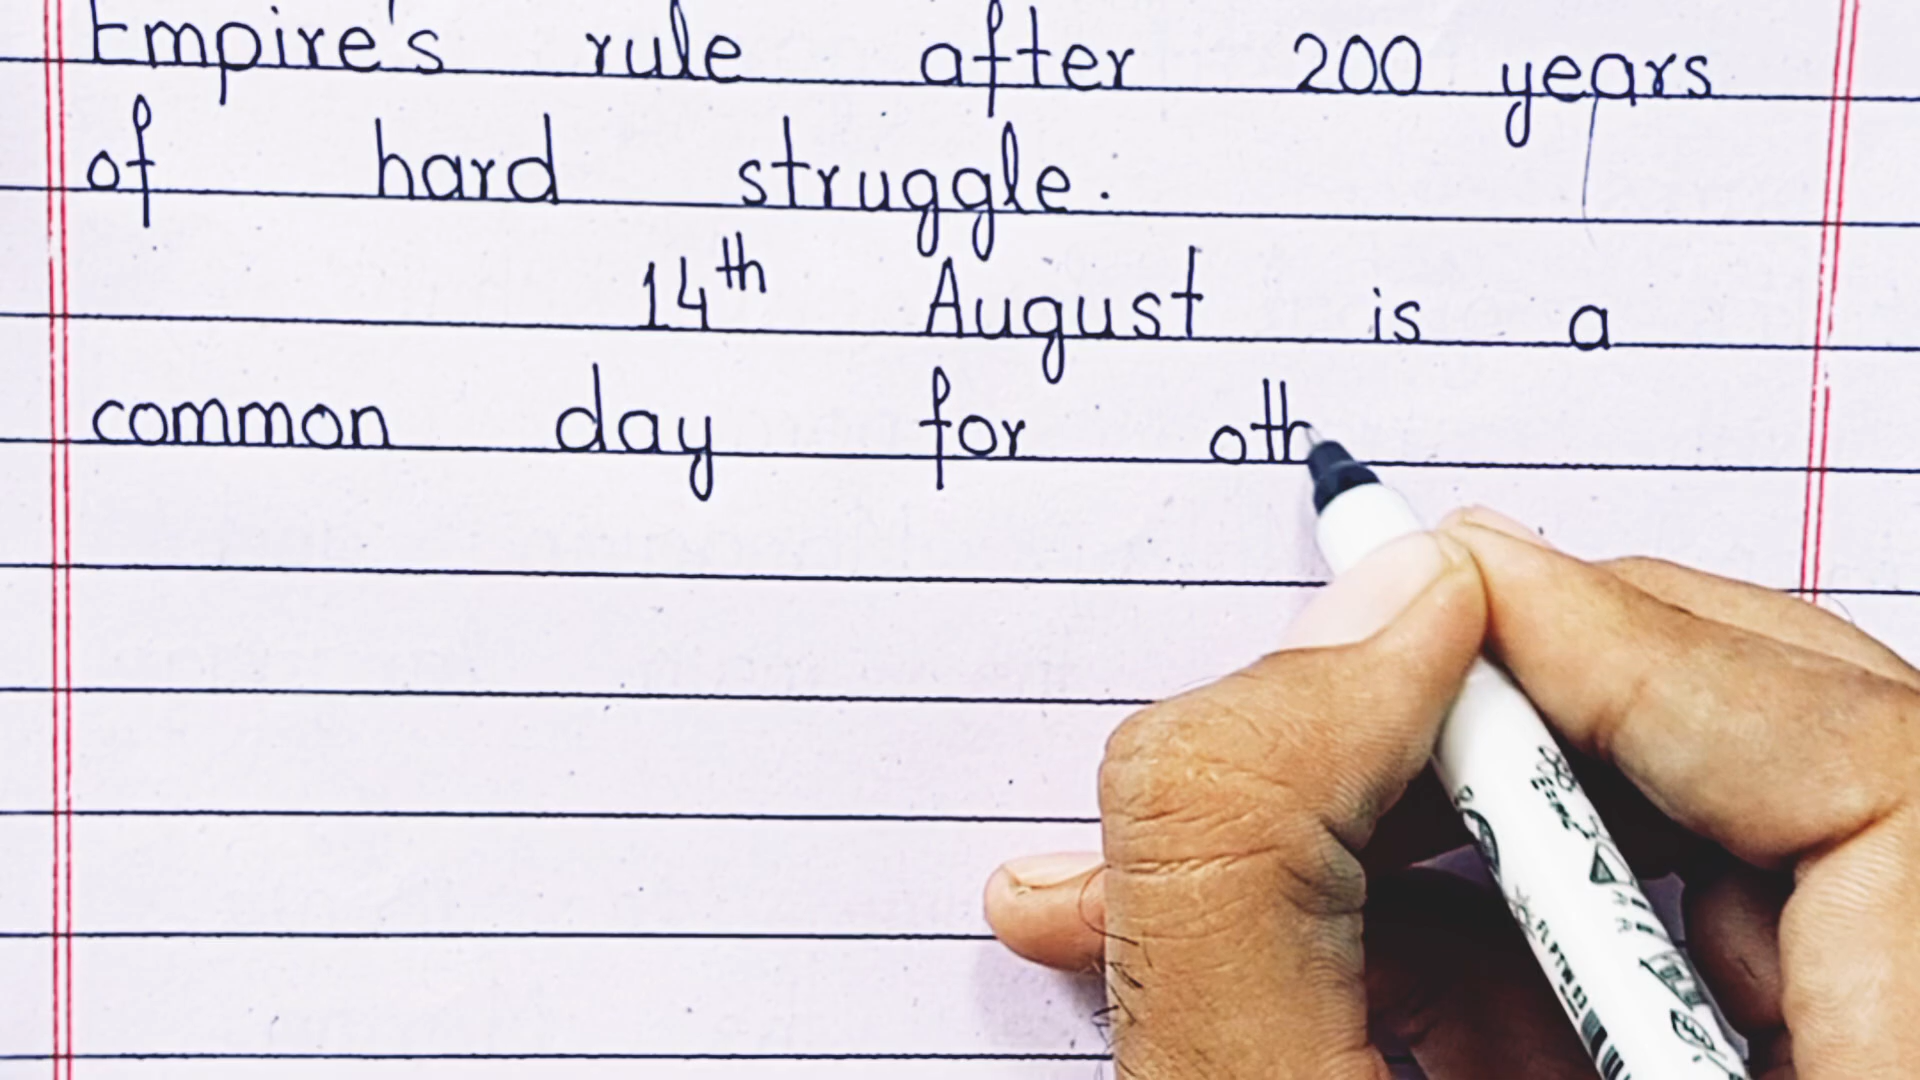 Empire's rule after 200 years
of hard struggle.
14th August is a
common day for oth